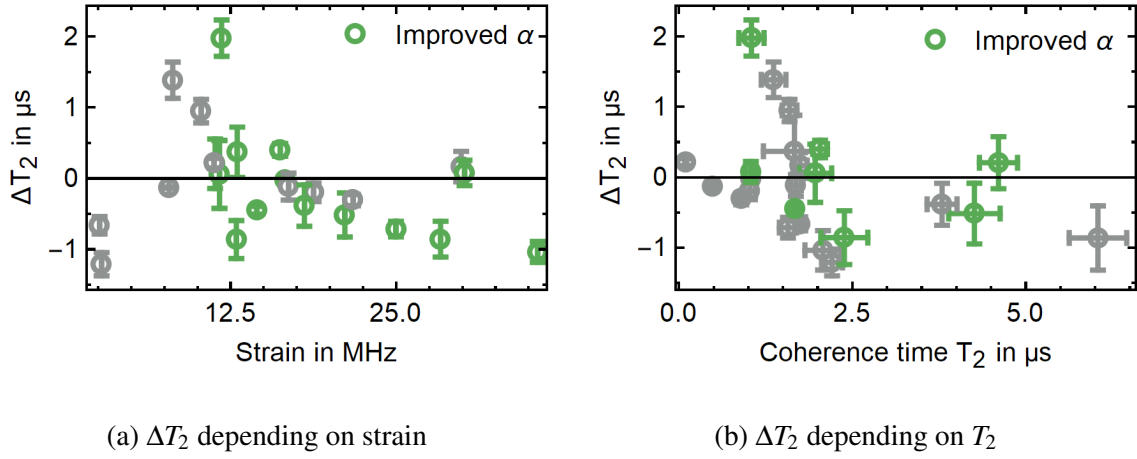 2
1
0
−1
ΔT2 in µs
Improved α
12.5
25.0
Strain in MHz
(a) ΔT2 depending on strain
2
1
0
−1
ΔT2 in µs
Improved α
0.0
2.5
5.0
Coherence time T2 in µs
(b) ΔT2 depending on T2